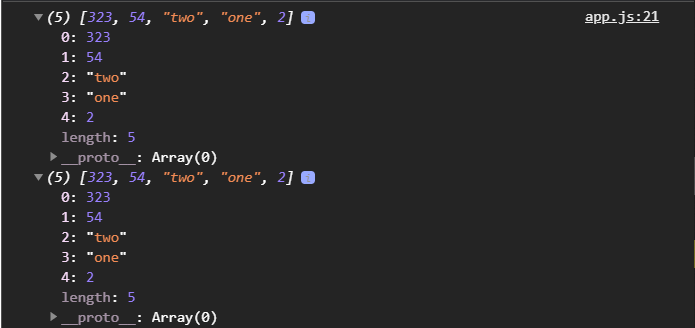 ▼(5) [323, 54, "two", "one", 2] i app.js:21
0: 323
1: 54
2: "two"
3: "one"
4: 2
length: 5
▶__proto__: Array(0)
▼(5) [323, 54, "two", "one", 2] i
0: 323
1: 54
2: "two"
3: "one"
4: 2
length: 5
▶__proto__: Array(0)